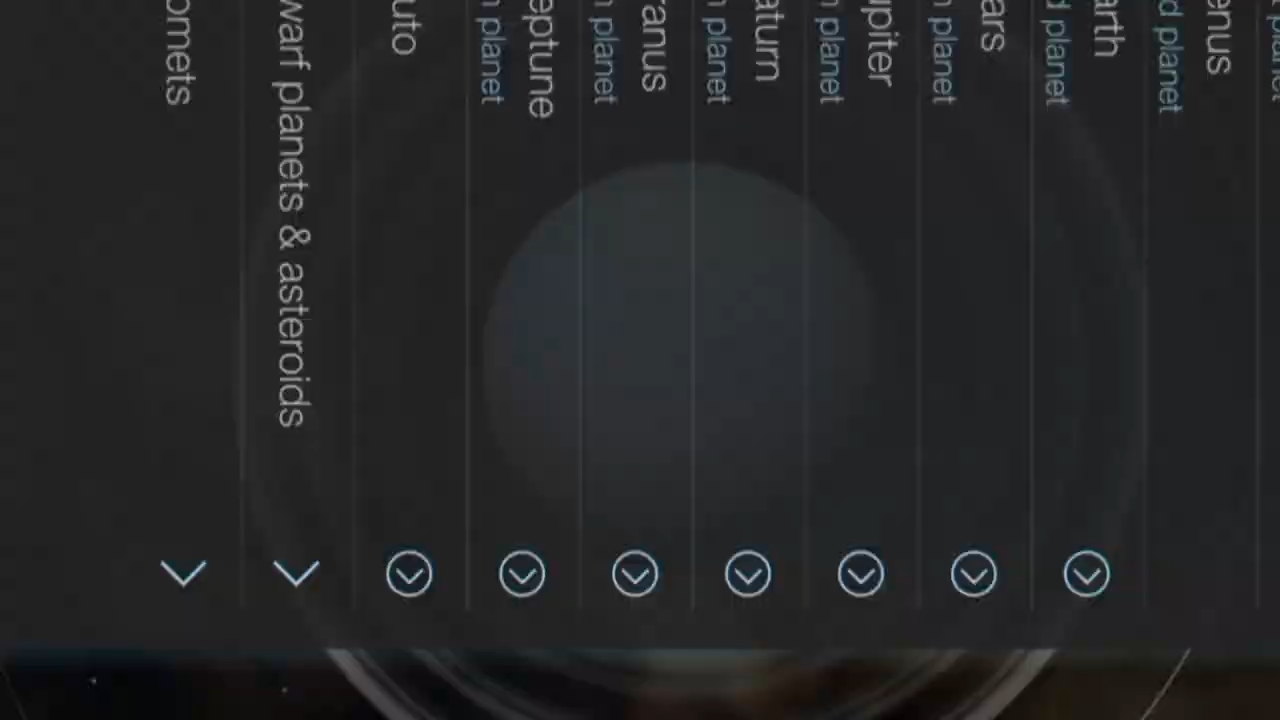 enus
d planet
arth
d planet
ars
h planet
upiter
h planet
aturn
h planet
ranus
h planet
eptune
h planet
uto
warf planets & asteroids
omets